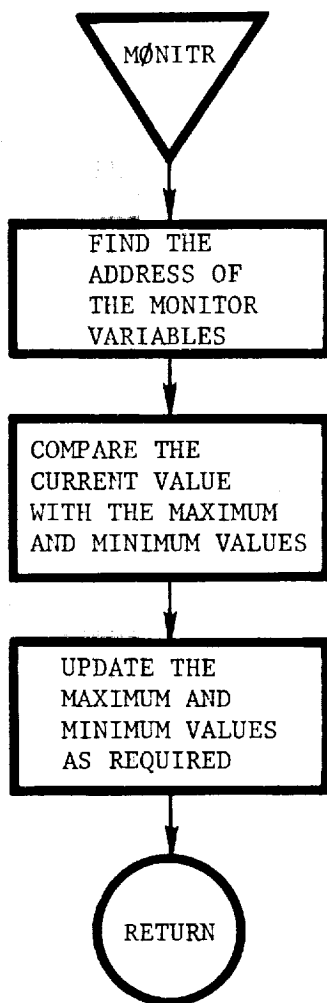 MØNITR
FIND THE
ADDRESS OF
THE MONITOR
VARIABLES
COMPARE THE
CURRENT VALUE
WITH THE MAXIMUM
AND MINIMUM VALUES
UPDATE THE
MAXIMUM AND
MINIMUM VALUES
AS REQUIRED
RETURN